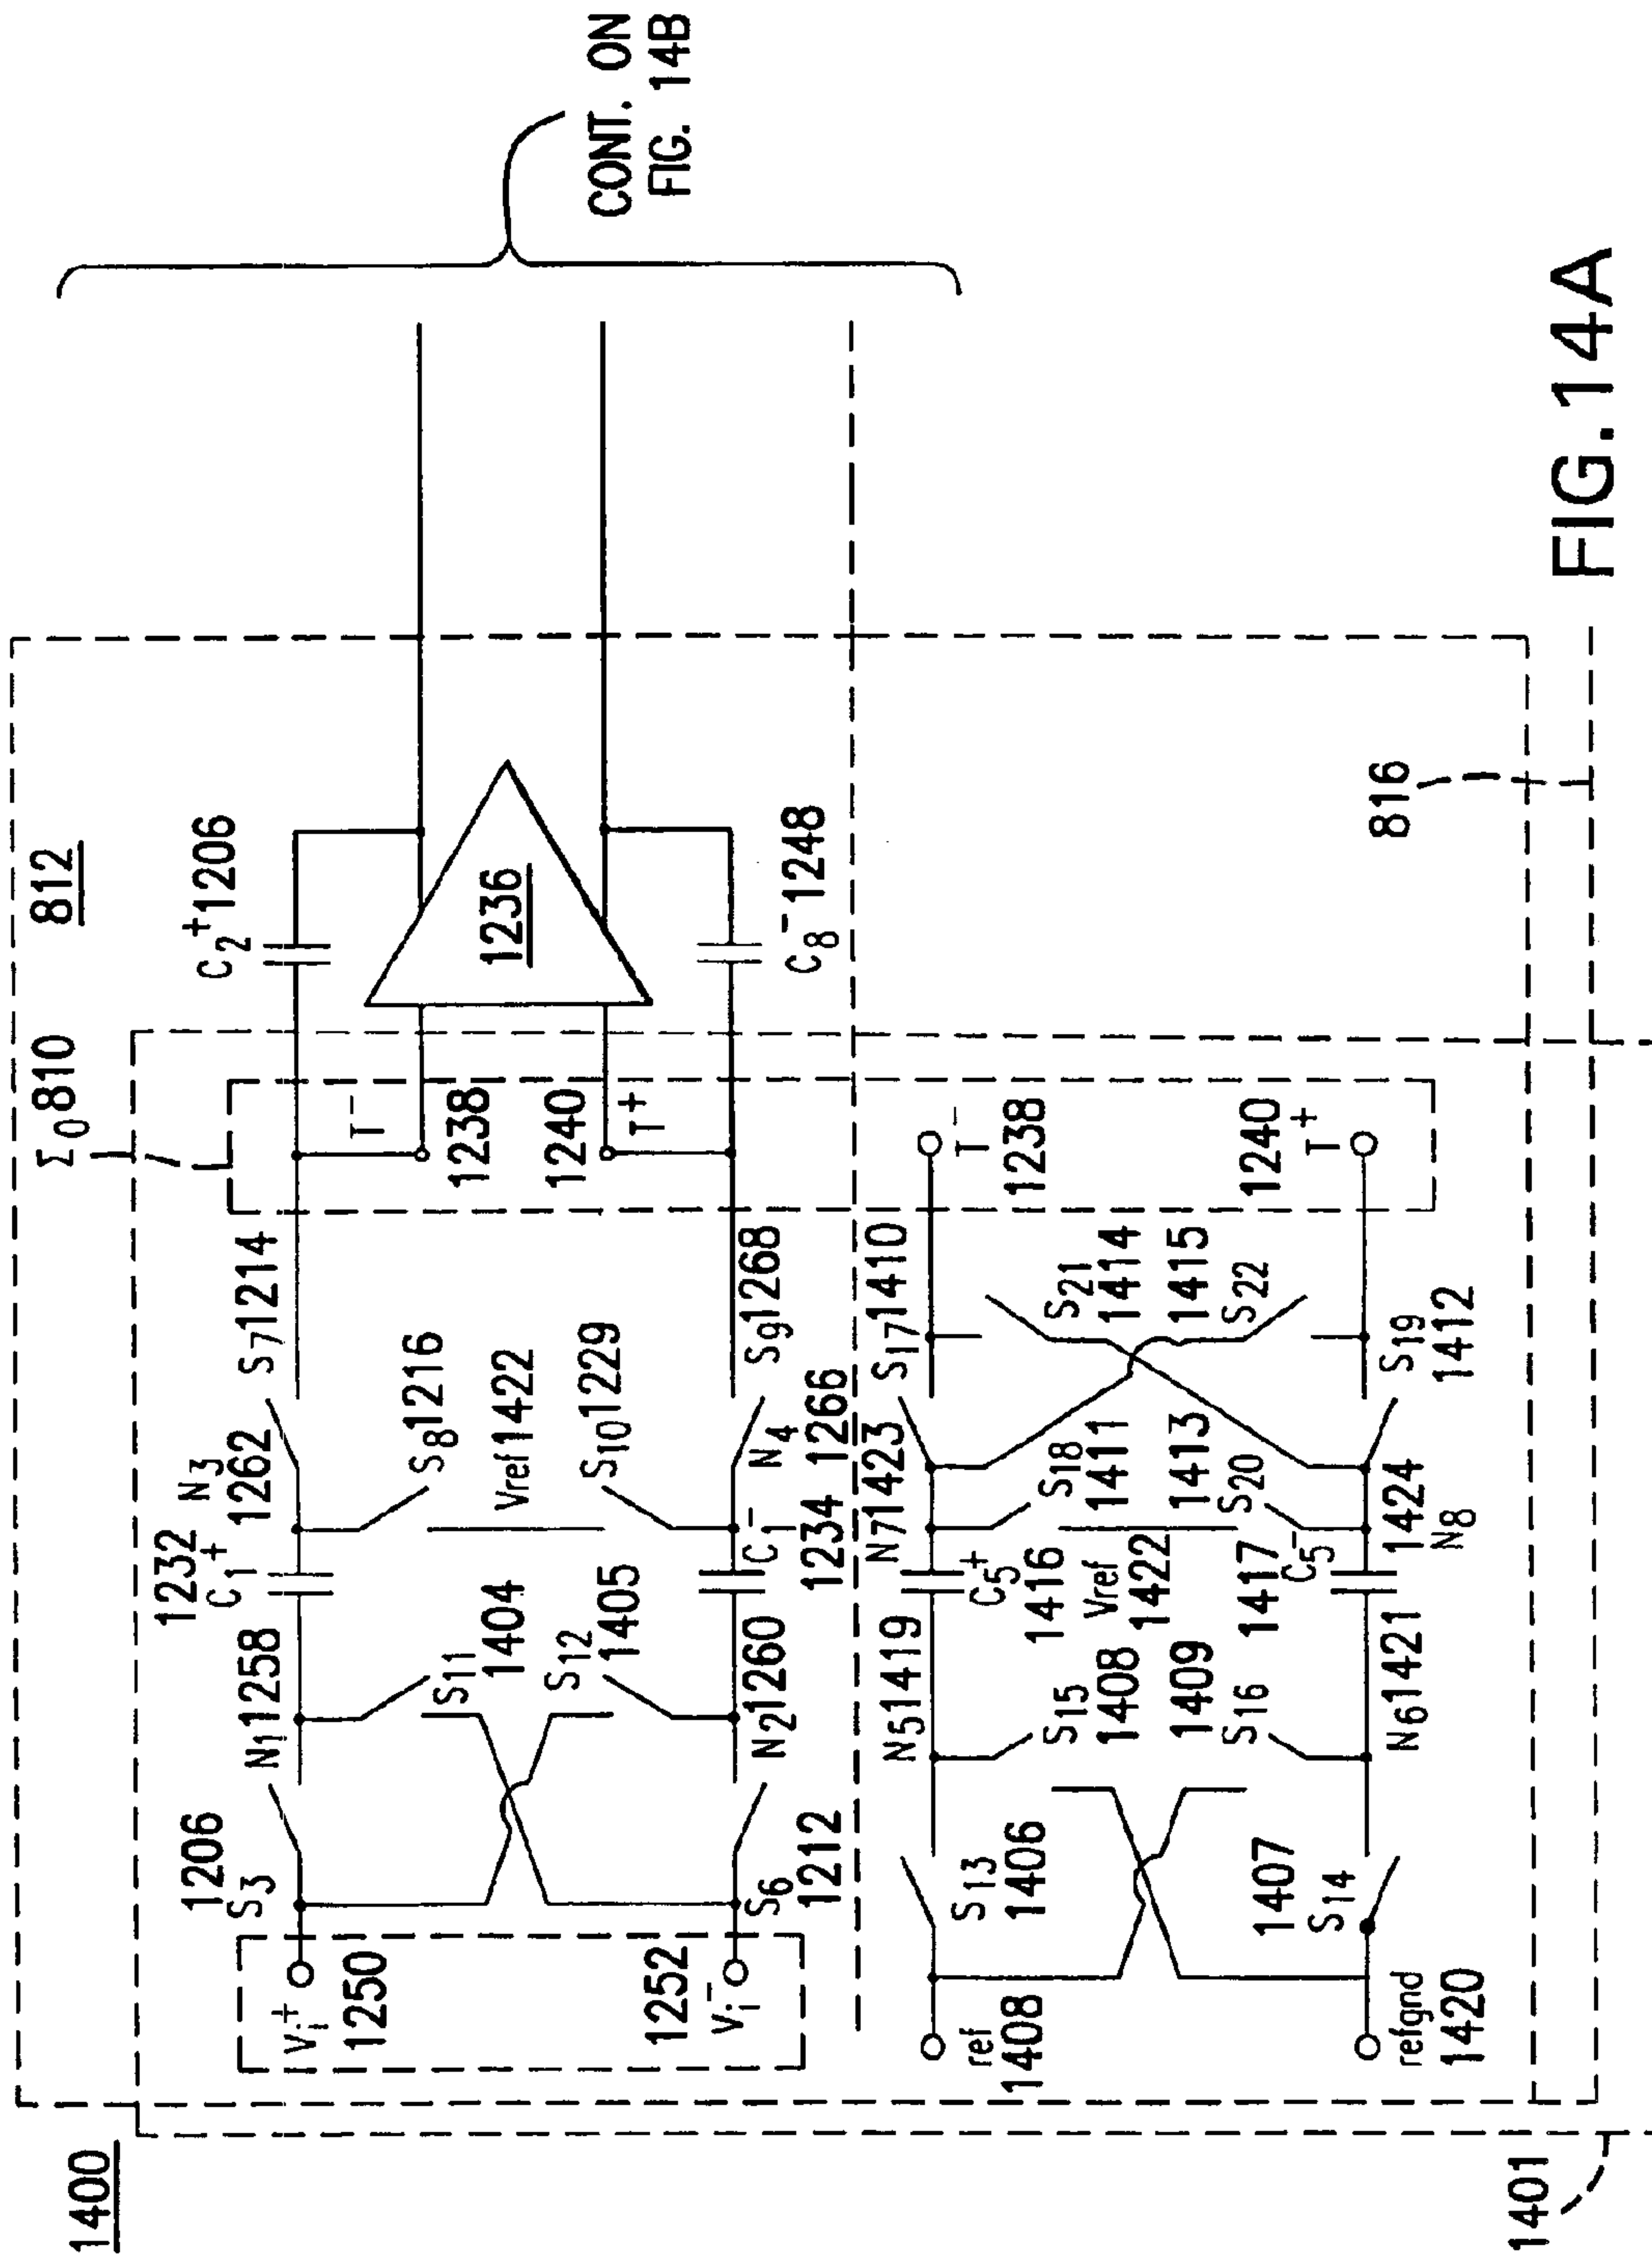 1400
Σ0 810
812
C2+ 1206
1232
C1+
N3
1262
S7 1214
1206
S3
N1 1258
Vi+
1250
S11
1404
S8 1216
Vref 1422
S10 1229
T-
1238
1236
1240
T+
CONT. ON
FIG. 14B
1252
Vi-
S12
1405
S6
1212
N2 1260
C1-
1234
N4
1266
S9 1268
C8- 1248
N5 1419
N7 1423
S17 1410
ref
1408
S13
1406
S15
1408
C5+
1416
S18
1411
Vref
1422
S21
1414
T-
1238
1409
S16
1413
S20
1415
S22
1407
S14
1417
C5-
1240
T+
refgnd
1420
N6 1421
1424
N8
S19
1412
816
1401
FIG.14A